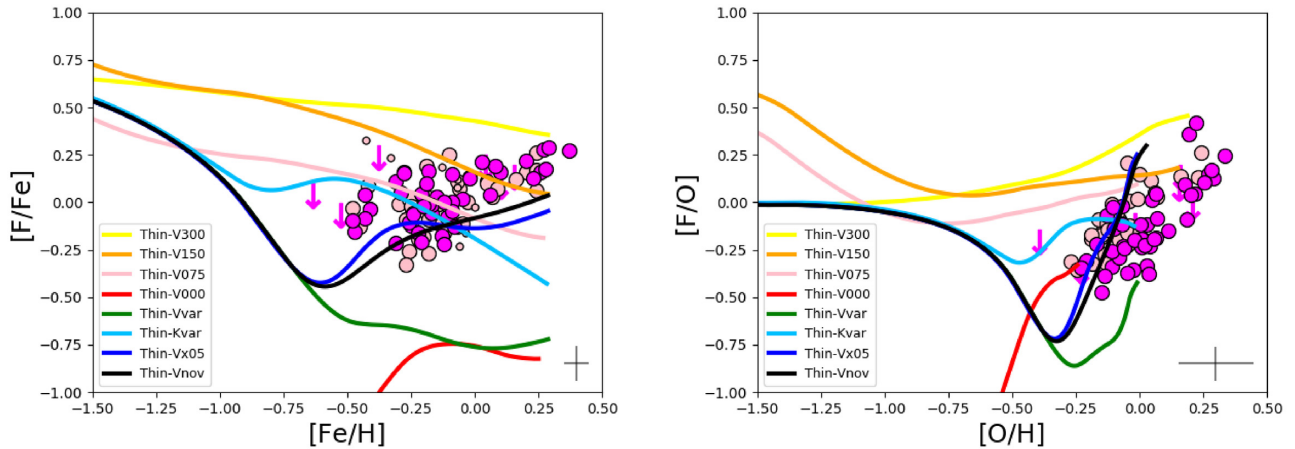 1.00
0.75
0.50
0.25
0.00
−0.25
−0.50
−0.75
−1.00
[F/Fe]
Thin-V300
Thin-V150
Thin-V075
Thin-V000
Thin-Vvar
Thin-Kvar
Thin-Vx05
Thin-Vnov
−1.50 −1.25 −1.00 −0.75 −0.50 −0.25 0.00 0.25 0.50
[Fe/H]
1.00
0.75
0.50
0.25
0.00
−0.25
−0.50
−0.75
−1.00
[F/O]
Thin-V300
Thin-V150
Thin-V075
Thin-V000
Thin-Vvar
Thin-Kvar
Thin-Vx05
Thin-Vnov
−1.50 −1.25 −1.00 −0.75 −0.50 −0.25 0.00 0.25 0.50
[O/H]